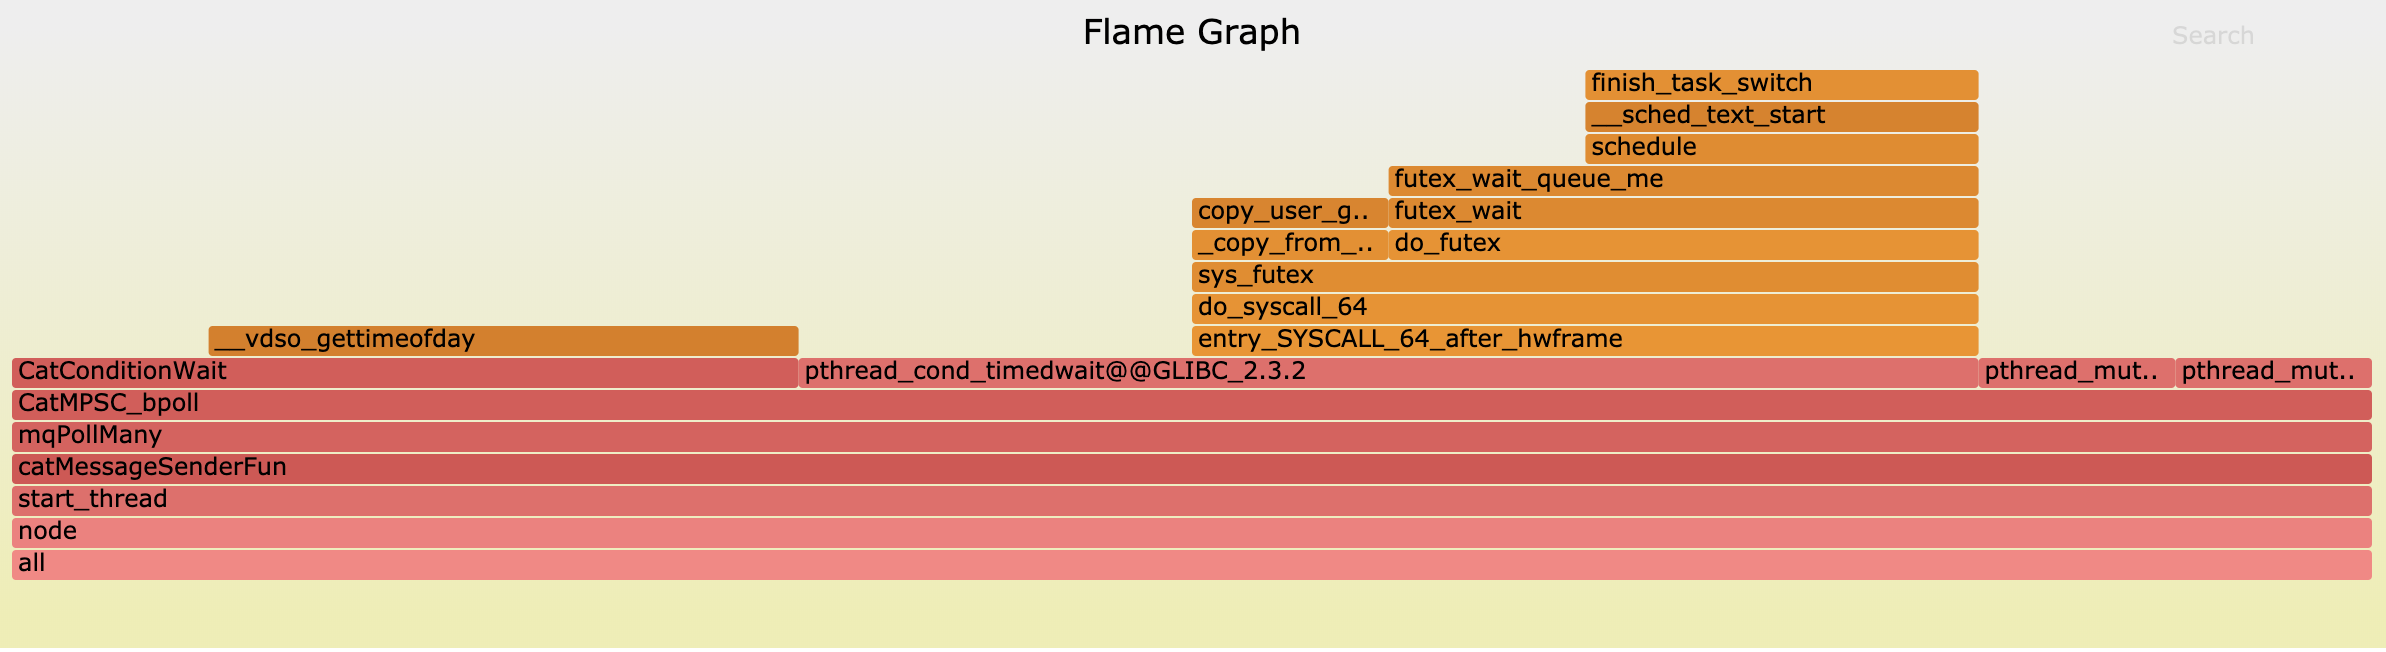 Flame Graph
Search
finish_task_switch
__sched_text_start
schedule
futex_wait_queue_me
copy_user_g.. futex_wait
_copy_from_.. do_futex
sys_futex
do_syscall_64
__vdso_gettimeofday entry_SYSCALL_64_after_hwframe
CatConditionWait pthread_cond_timedwait@@GLIBC_2.3.2 pthread_mut.. pthread_mut..
CatMPSC_bpoll
mqPollMany
catMessageSenderFun
start_thread
node
all